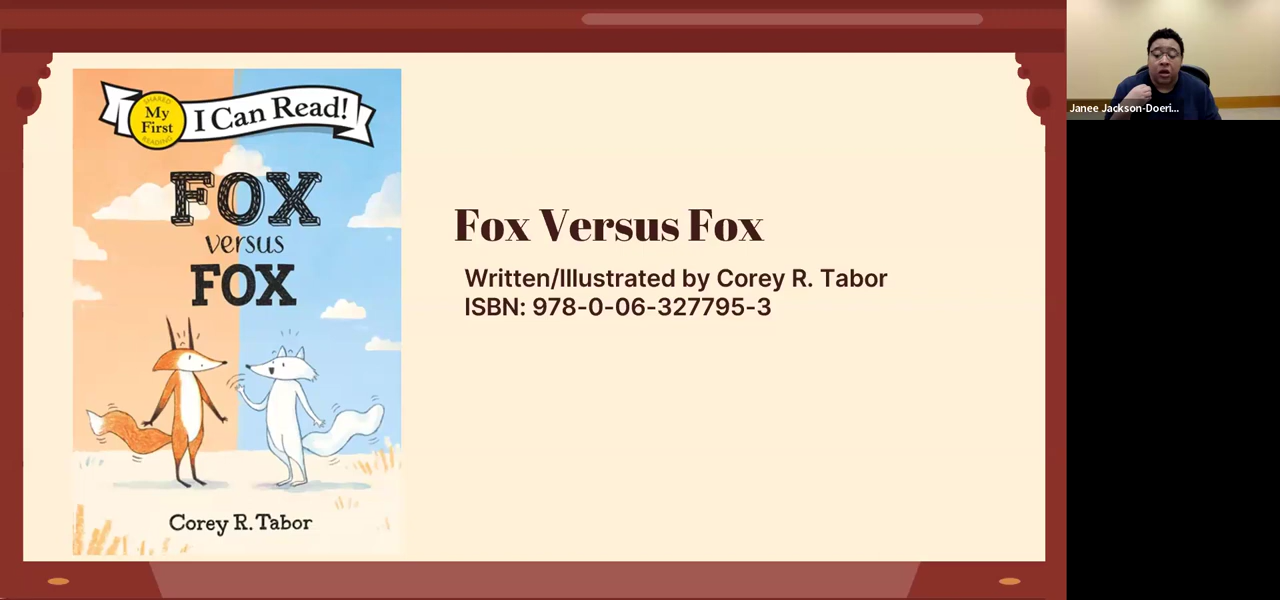 SHARED
My
First
READING
I Can Read!
FOX
versus
FOX
Corey R. Tabor
Fox Versus Fox
Written/Illustrated by Corey R. Tabor
ISBN: 978-0-06-327795-3
Janee Jackson-Doeri...